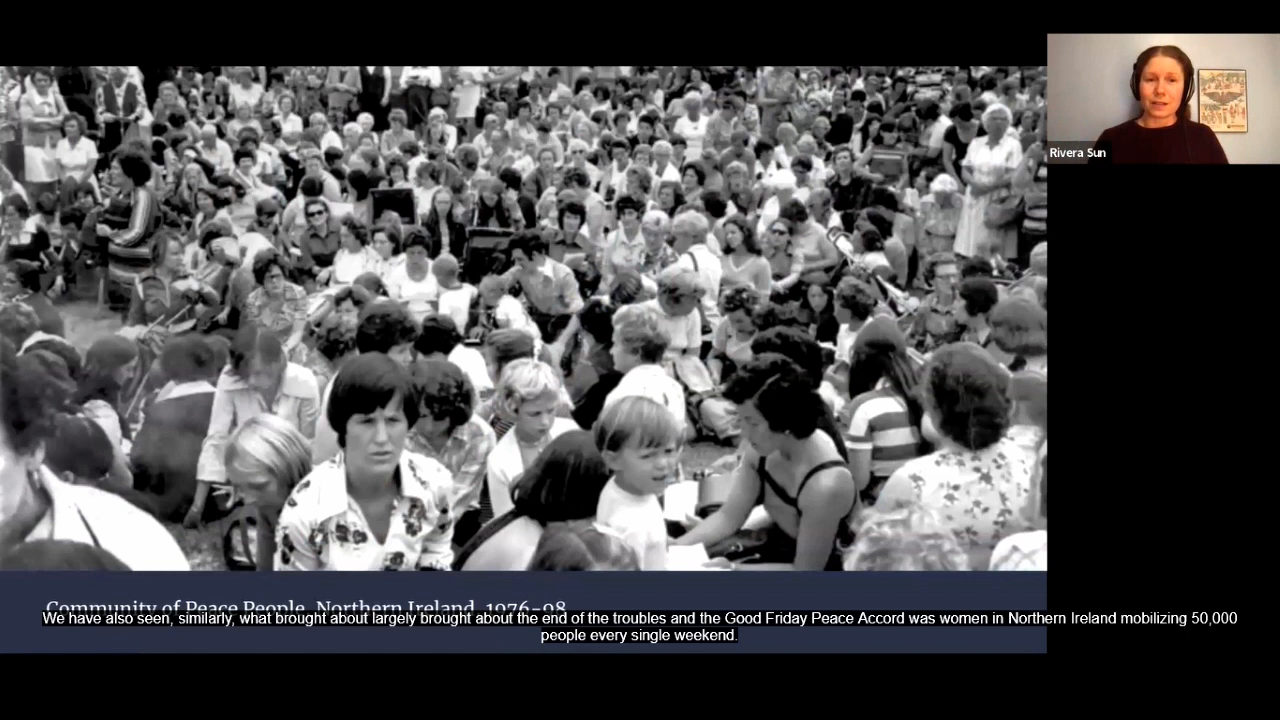 Rivera Sun
Community of Peace People, Northern Ireland, 1976-98
We have also seen, similarly, what brought about largely brought about the end of the troubles and the Good Friday Peace Accord was women in Northern Ireland mobilizing 50,000
people every single weekend.